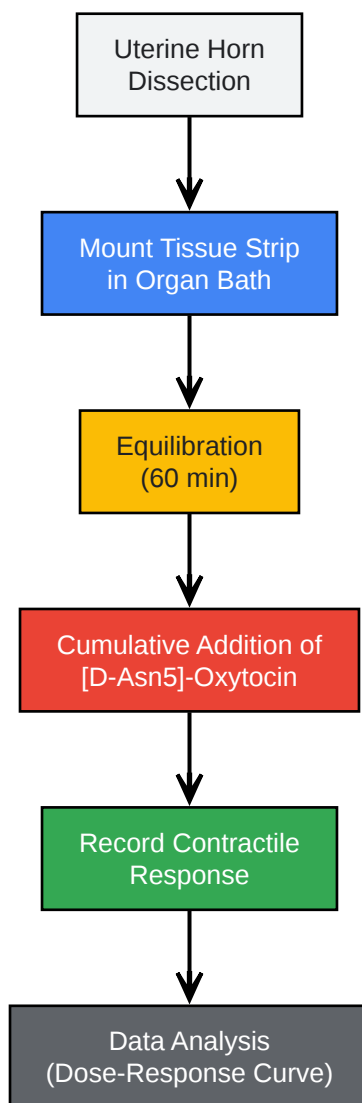 Uterine Horn
Dissection
Mount Tissue Strip
in Organ Bath
Equilibration
(60 min)
Cumulative Addition of
[D-Asn5]-Oxytocin
Record Contractile
Response
Data Analysis
(Dose-Response Curve)